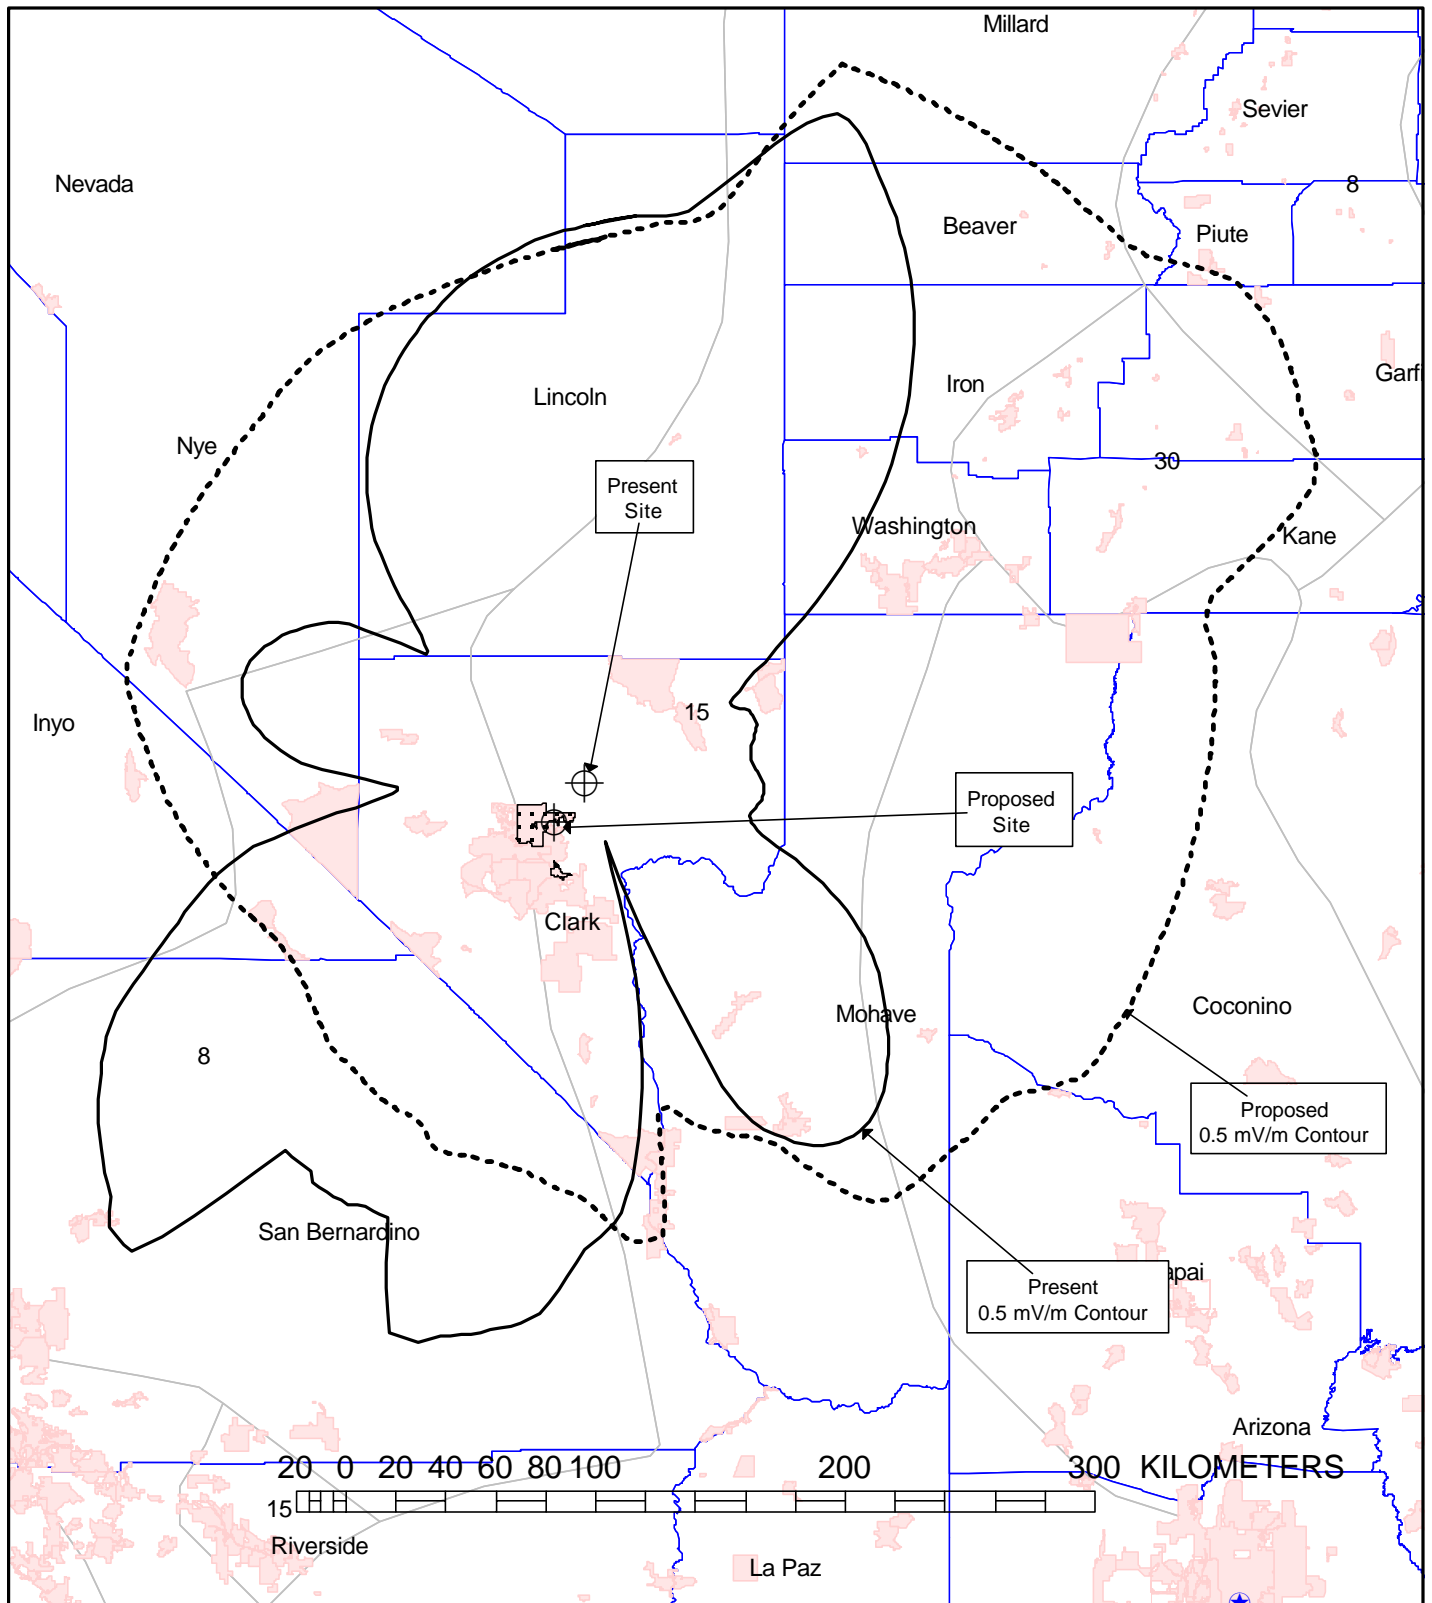 Millard
Sevier
Nevada
8
Beaver
Piute
Garf
Iron
Lincoln
Nye
30
Present
Site
Washington
Kane
15
Inyo
Proposed
Site
Clark
Coconino
Mohave
8
Proposed
0.5 mV/m Contour
San Bernardino
apai
Present
0.5 mV/m Contour
Arizona
20 0 20 40 60 80 100 200 300 KILOMETERS
15
Riverside
La Paz